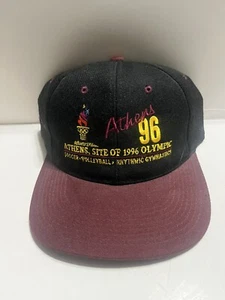 Athens
96
ATHENS, SITE OF 1996 OLYMPIC
SOCCER - VOLLEYBALL - RHYTHMIC GYMNASTICS